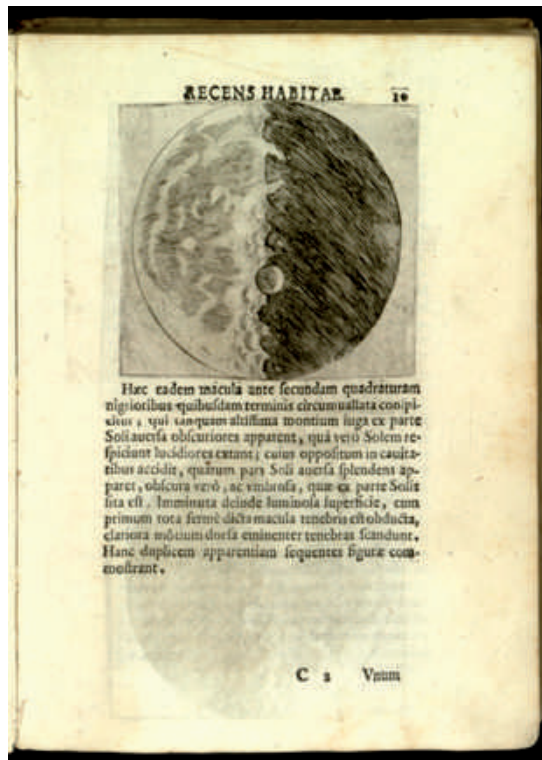 RECENS HABITAE 10
Hæc eadem macula ante ſecundam quadraturam
nigrioribus quibuſdam terminis circumuallata conſpi-
citur; qui tanquam altiſſima montium iuga ex parte
Soli auerſa obſcuriores apparent, quà verò Solem re-
ſpiciunt lucidiores extant; cuius oppoſitum in cauita-
tibus accidit, quarum pars Soli auerſa ſplendens ap-
paret, obſcura verò, ac vmbroſa, quæ ex parte Solis
ſita eſt. Imminuta deinde luminoſa ſuperficie, cum
primum tota fermè dicta macula tenebris eſt obducta,
clariora mõtium dorſa eminenter tenebras ſcandunt.
Hanc duplicem apparentiam ſequentes figuræ com-
moſtrant.
C 2 Vnum